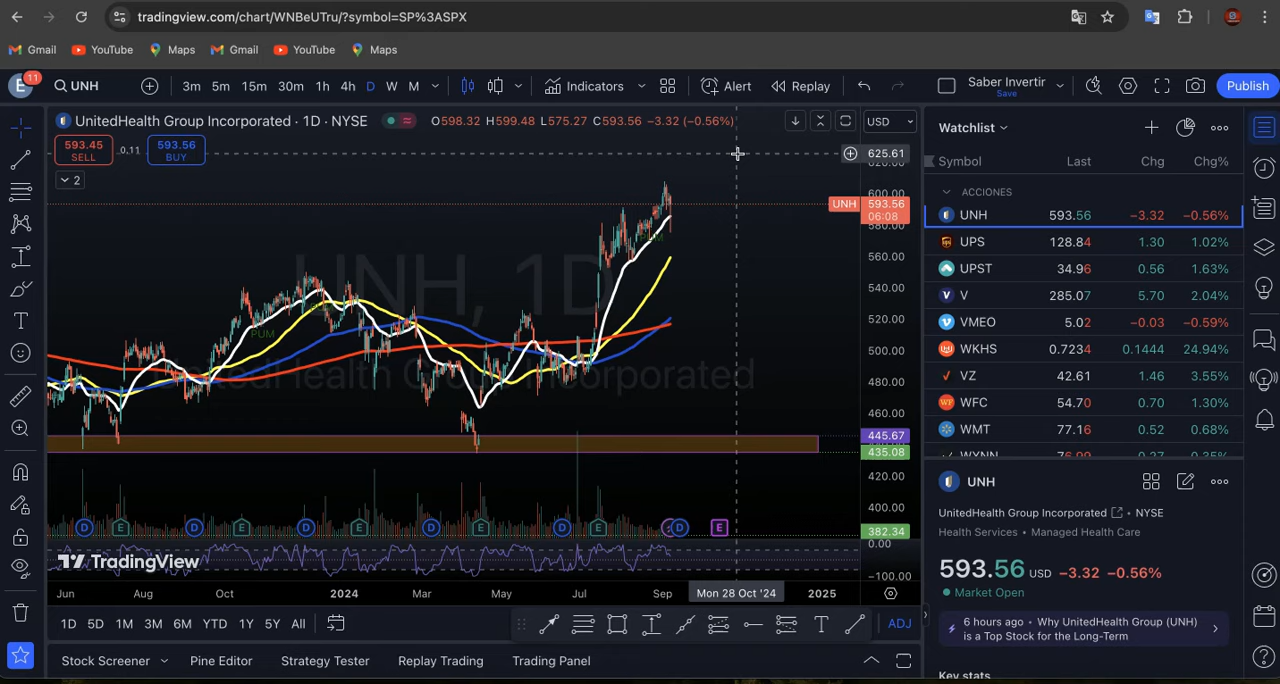 tradingview.com/chart/WNBeUTru/?symbol=SP%3ASPX
Gmail YouTube Maps Gmail YouTube Maps
E 11 UNH 3m 5m 15m 30m 1h 4h D W M Indicators Alert Replay Saber Invertir Save Publish
UnitedHealth Group Incorporated · 1D · NYSE O598.32 H599.48 L575.27 C593.56 −3.32 (−0.56%) USD
593.45 SELL 0.11 593.56 BUY
2
625.61
600.00
UNH 593.56
06:08
580.00
560.00
540.00
520.00
500.00
480.00
460.00
445.67
435.08
420.00
400.00
382.34
0.00
−100.00
UNH, 1D
UnitedHealth Group Incorporated
PUM
PUM
D E D E D E D E D E D E
TradingView
Jun Aug Oct 2024 Mar May Jul Sep Mon 28 Oct '24 2025
1D 5D 1M 3M 6M YTD 1Y 5Y All ADJ
Stock Screener Pine Editor Strategy Tester Replay Trading Trading Panel
Watchlist
Symbol Last Chg Chg%
ACCIONES
UNH 593.56 −3.32 −0.56%
UPS 128.84 1.30 1.02%
UPST 34.96 0.56 1.63%
V 285.07 5.70 2.04%
VMEO 5.02 −0.03 −0.59%
WKHS 0.7234 0.1444 24.94%
VZ 42.61 1.46 3.55%
WFC 54.70 0.70 1.30%
WMT 77.16 0.52 0.68%
UNH
UnitedHealth Group Incorporated · NYSE
Health Services • Managed Health Care
593.56 USD −3.32 −0.56%
Market Open
6 hours ago • Why UnitedHealth Group (UNH)
is a Top Stock for the Long-Term
Key stats